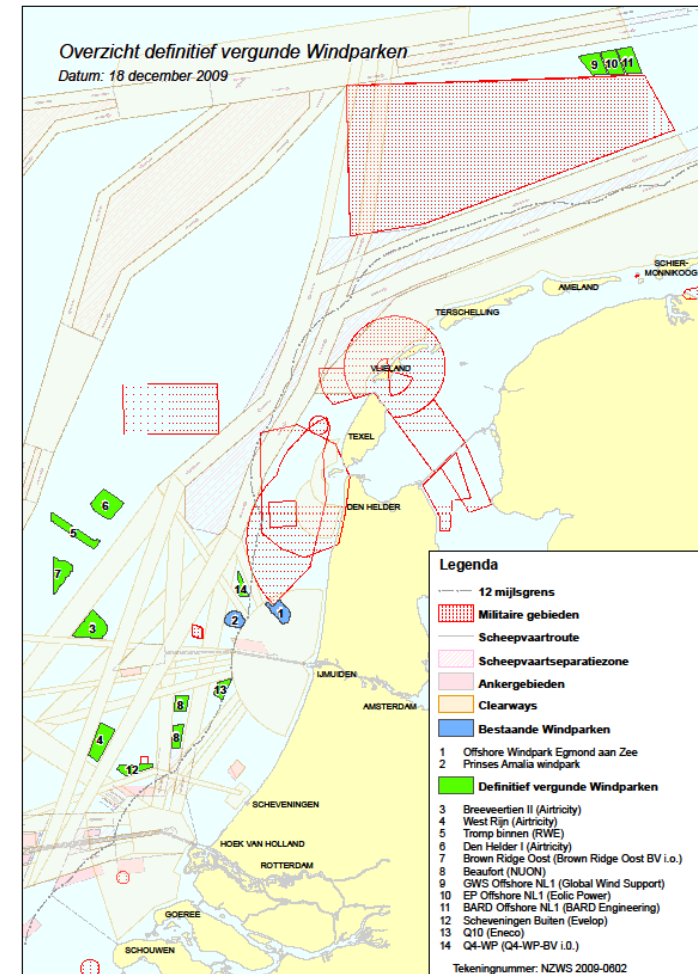 Overzicht definitief vergunde Windparken
Datum: 18 december 2009
9 10 11
SCHIER-
MONNIKOOG
AMELAND
TERSCHELLING
VLIELAND
TEXEL
6
DEN HELDER
5
7
14
1
2
3
IJMUIDEN
13
AMSTERDAM
8
4
8
12
SCHEVENINGEN
HOEK VAN HOLLAND
ROTTERDAM
GOEREE
SCHOUWEN
Legenda
12 mijlsgrens
Militaire gebieden
Scheepvaartroute
Scheepvaartseparatiezone
Ankergebieden
Clearways
Bestaande Windparken
1 Offshore Windpark Egmond aan Zee
2 Prinses Amalia windpark
Definitief vergunde Windparken
3 Breeveertien II (Airtricity)
4 West Rijn (Airtricity)
5 Tromp binnen (RWE)
6 Den Helder I (Airtricity)
7 Brown Ridge Oost (Brown Ridge Oost BV i.o.)
8 Beaufort (NUON)
9 GWS Offshore NL1 (Global Wind Support)
10 EP Offshore NL1 (Eolic Power)
11 BARD Offshore NL1 (BARD Engineering)
12 Scheveningen Buiten (Evelop)
13 Q10 (Eneco)
14 Q4-WP (Q4-WP-BV i.0.)
Tekeningnummer: NZWS 2009-0602